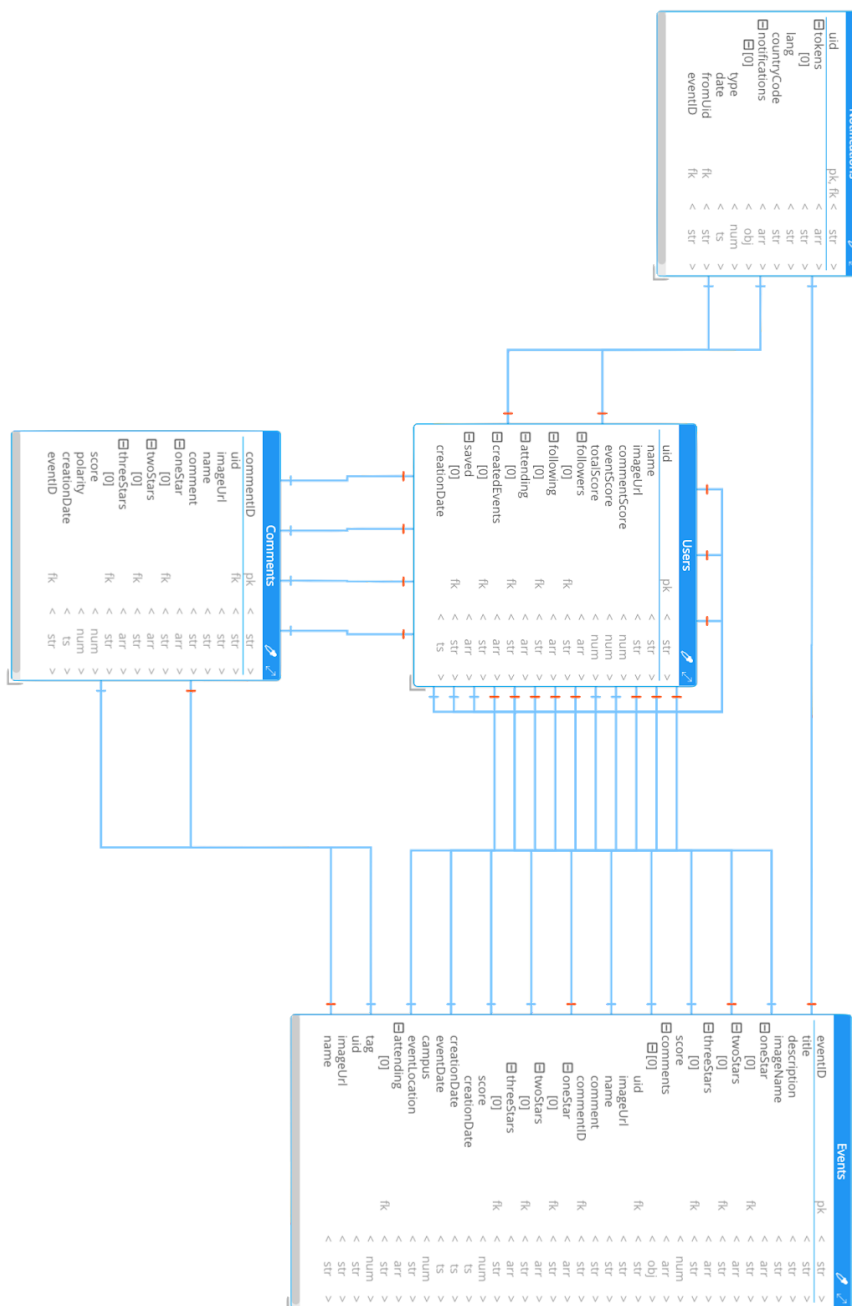 Notifications
uid pk, fk < str >
tokens < arr >
[0] < str >
lang < str >
countryCode < str >
notifications < arr >
[0] < obj >
type < num >
date < ts >
fromUid fk < str >
eventID fk < str >
Users
uid pk < str >
name < str >
imageUrl < str >
commentScore < num >
eventScore < num >
totalScore < num >
followers < arr >
[0] fk < str >
following < arr >
[0] fk < str >
attending < arr >
[0] fk < str >
createdEvents < arr >
[0] fk < str >
saved < arr >
[0] fk < str >
creationDate < ts >
Comments
commentID pk < str >
uid fk < str >
imageUrl < str >
name < str >
comment < str >
oneStar < arr >
[0] fk < str >
twoStars < arr >
[0] fk < str >
threeStars < arr >
[0] fk < str >
score < num >
polarity < num >
creationDate < ts >
eventID fk < str >
Events
eventID pk < str >
title < str >
description < str >
imageName < str >
oneStar < arr >
[0] fk < str >
twoStars < arr >
[0] fk < str >
threeStars < arr >
[0] fk < str >
score < num >
comments < arr >
[0] < obj >
uid fk < str >
imageUrl < str >
name < str >
comment < str >
commentID fk < str >
oneStar < arr >
[0] fk < str >
twoStars < arr >
[0] fk < str >
threeStars < arr >
[0] fk < str >
score < num >
creationDate < ts >
creationDate < ts >
eventDate < ts >
campus < num >
eventLocation < str >
attending < arr >
[0] fk < str >
tag < num >
uid < str >
imageUrl < str >
name < str >